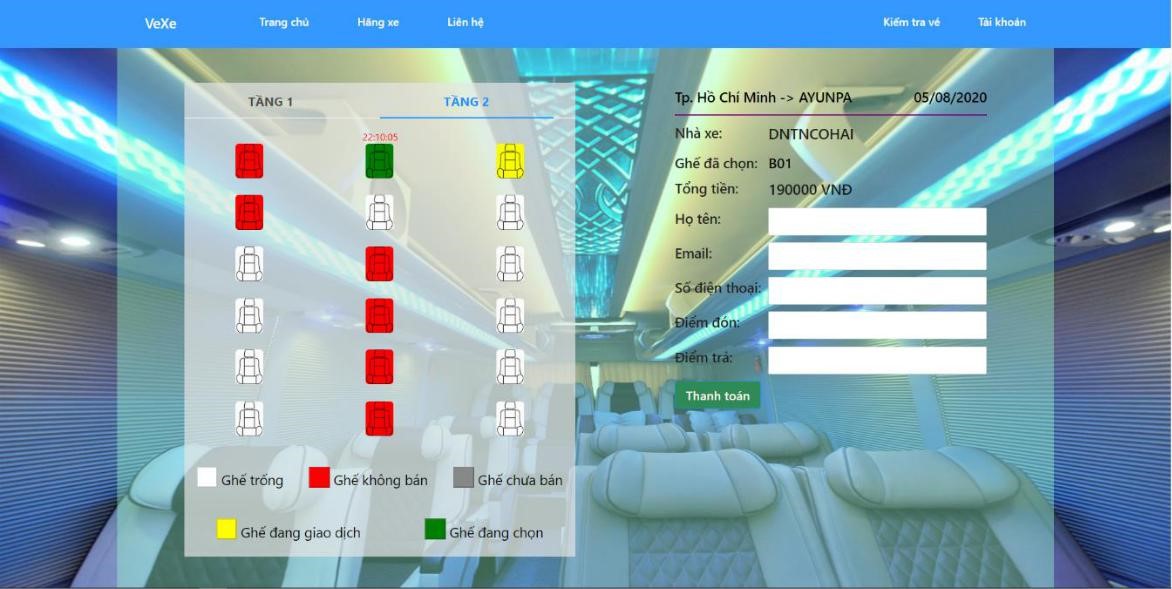 VeXe Trang chủ Hãng xe Liên hệ Kiểm tra vé Tài khoản
TẦNG 1 TẦNG 2
22:10:05
Ghế trống Ghế không bán Ghế chưa bán
Ghế đang giao dịch Ghế đang chọn
Tp. Hồ Chí Minh -> AYUNPA 05/08/2020
Nhà xe: DNTNCOHAI
Ghế đã chọn: B01
Tổng tiền: 190000 VNĐ
Họ tên:
Email:
Số điện thoại:
Điểm đón:
Điểm trả:
Thanh toán